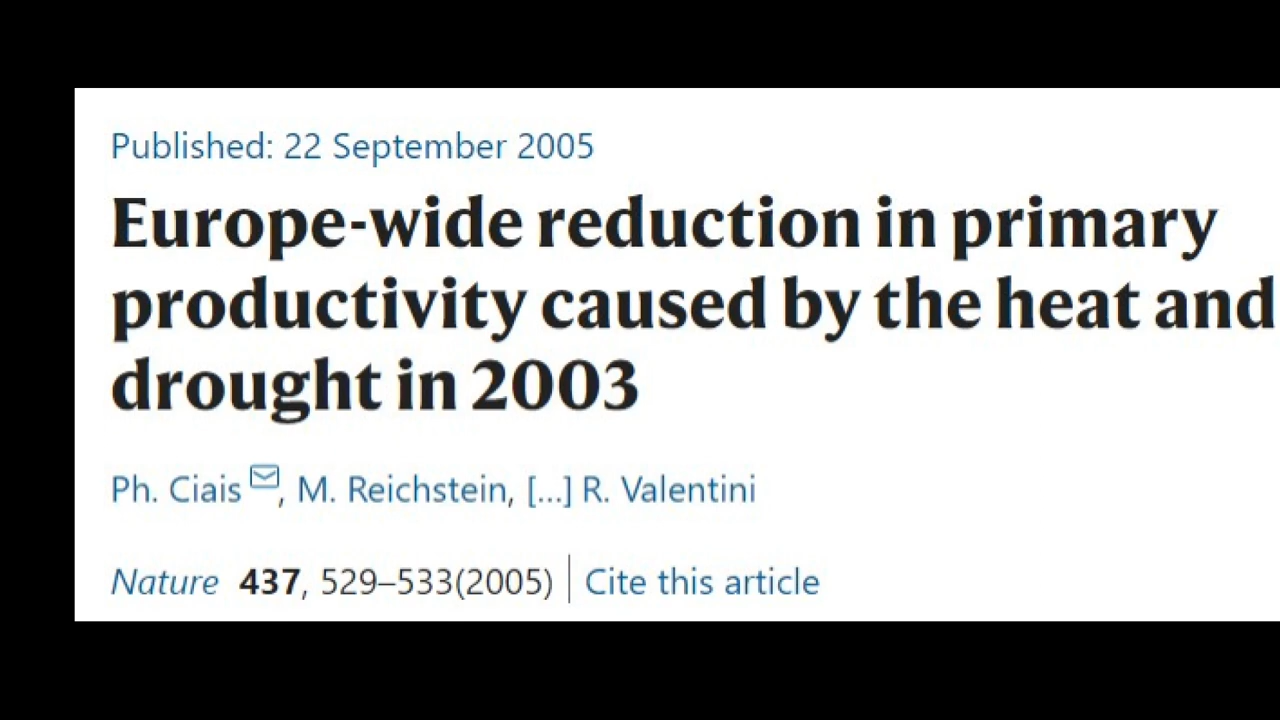 Published: 22 September 2005
Europe-wide reduction in primary
productivity caused by the heat and
drought in 2003
Ph. Ciais, M. Reichstein, [...] R. Valentini
Nature 437, 529–533(2005) | Cite this article